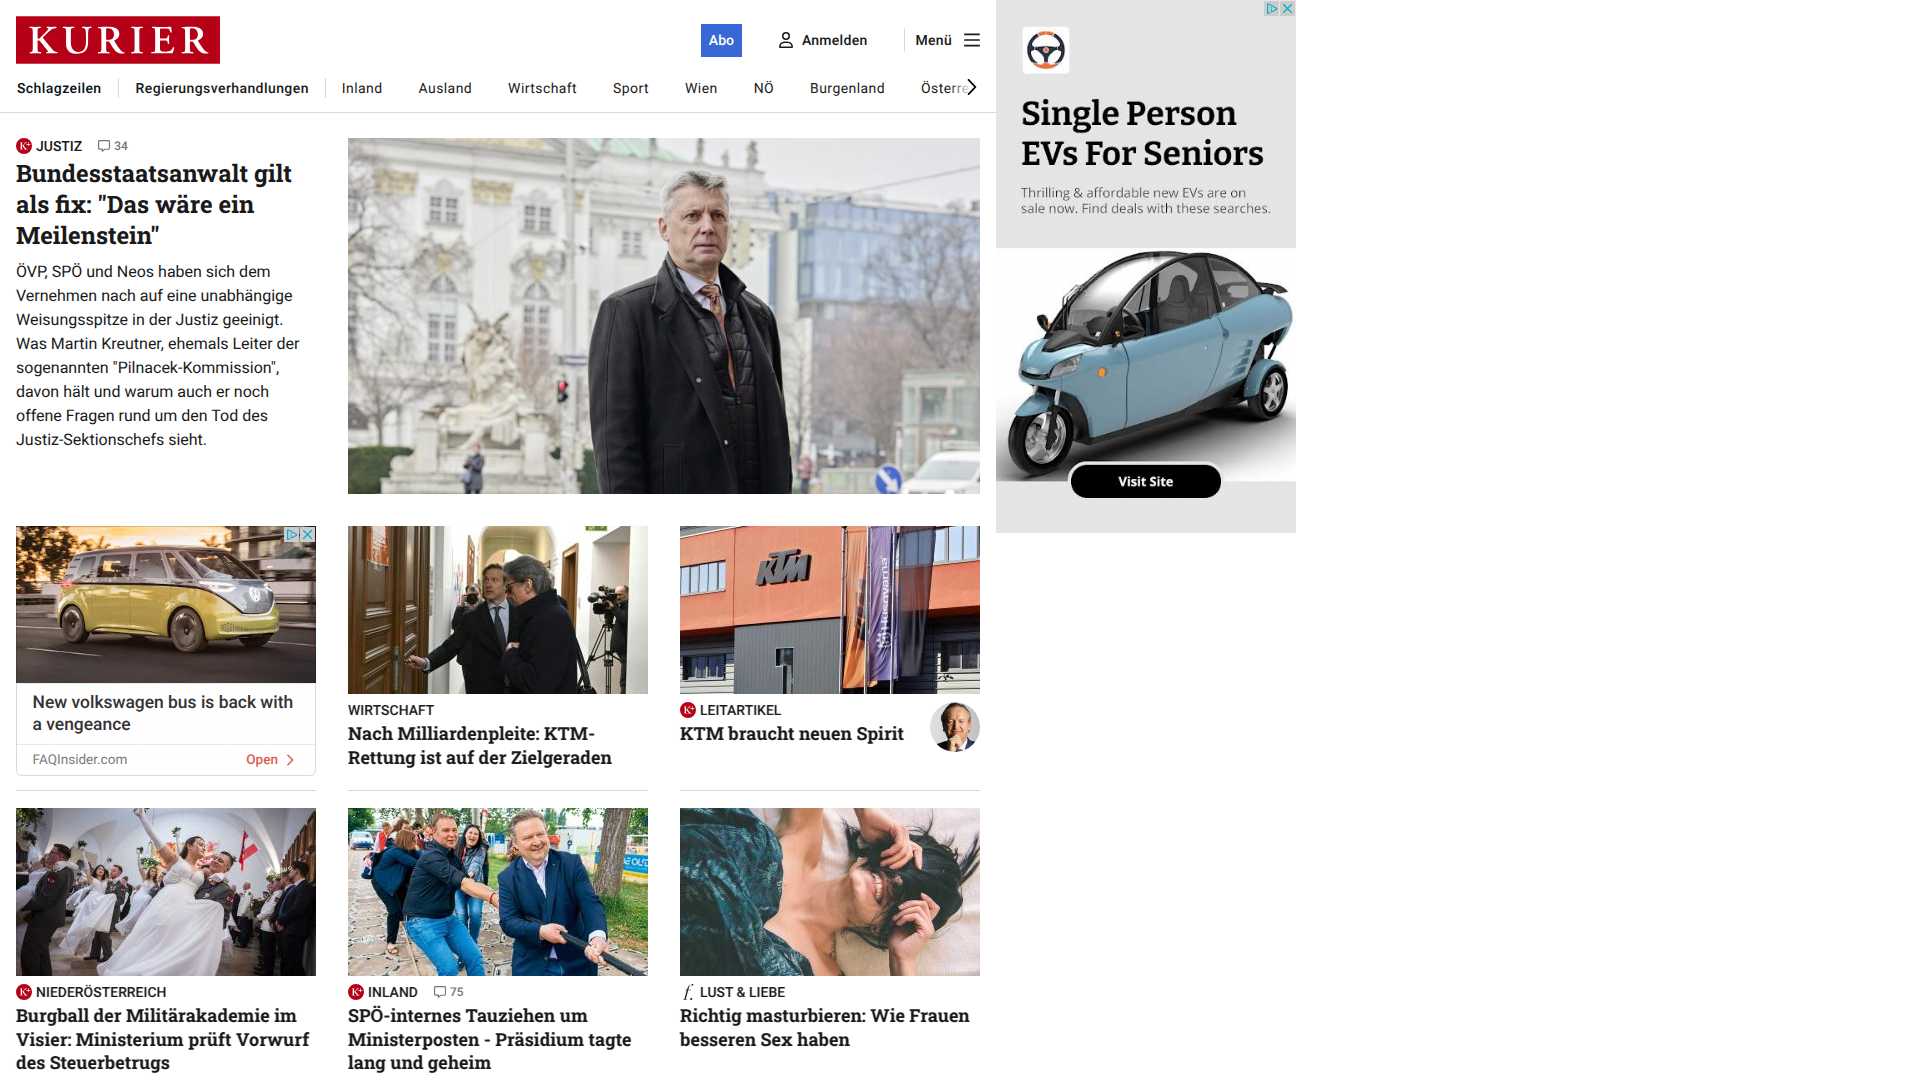 KURIER
Abo
Anmelden
Menü
Schlagzeilen
Regierungsverhandlungen
Inland
Ausland
Wirtschaft
Sport
Wien
NÖ
Burgenland
Österre
K+ JUSTIZ 34
Bundesstaatsanwalt gilt
als fix: "Das wäre ein
Meilenstein"
ÖVP, SPÖ und Neos haben sich dem
Vernehmen nach auf eine unabhängige
Weisungsspitze in der Justiz geeinigt.
Was Martin Kreutner, ehemals Leiter der
sogenannten "Pilnacek-Kommission",
davon hält und warum auch er noch
offene Fragen rund um den Tod des
Justiz-Sektionschefs sieht.
Single Person
EVs For Seniors
Thrilling & affordable new EVs are on
sale now. Find deals with these searches.
Visit Site
New volkswagen bus is back with
a vengeance
FAQInsider.com
Open
WIRTSCHAFT
Nach Milliardenpleite: KTM-
Rettung ist auf der Zielgeraden
KTM
Husqvarna
K+ LEITARTIKEL
KTM braucht neuen Spirit
K+ NIEDERÖSTERREICH
Burgball der Militärakademie im
Visier: Ministerium prüft Vorwurf
des Steuerbetrugs
K+ INLAND 75
SPÖ-internes Tauziehen um
Ministerposten - Präsidium tagte
lang und geheim
f. LUST & LIEBE
Richtig masturbieren: Wie Frauen
besseren Sex haben